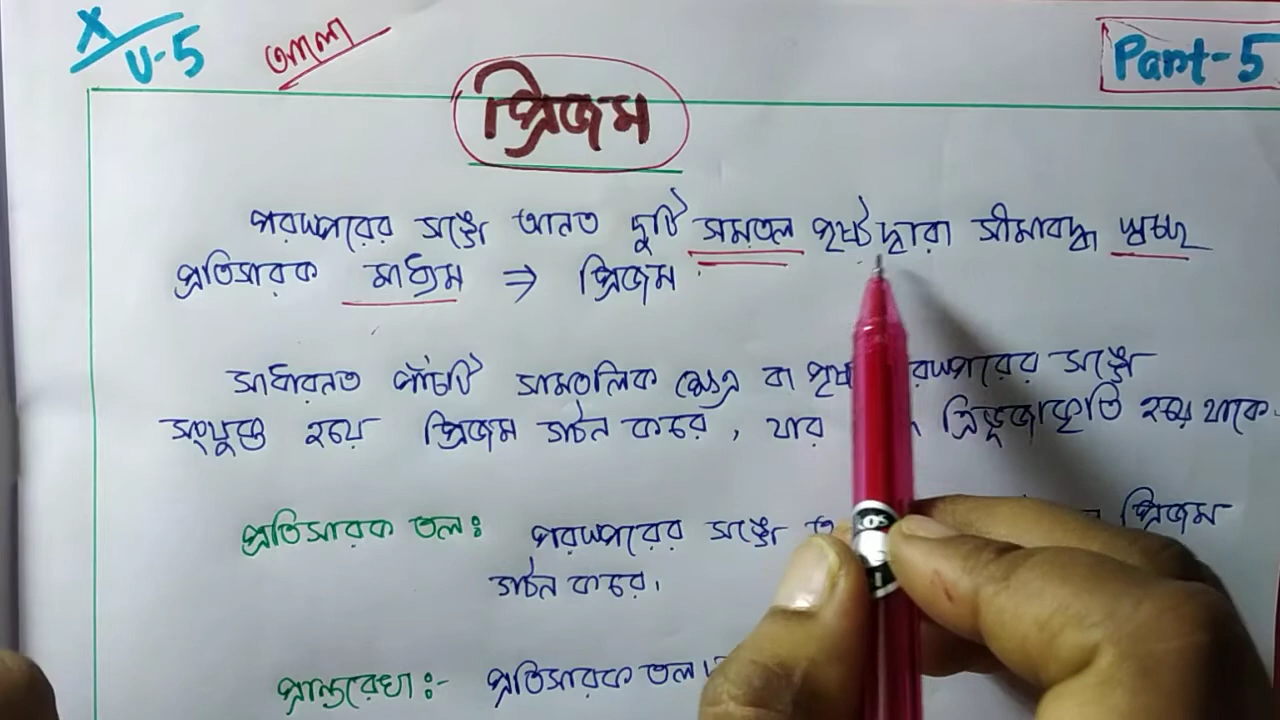 X/U-5
আলো
Part-5
প্রিজম
পরস্পরের সঙ্গে আনত দুটি সমতল পৃষ্ঠ দ্বারা সীমাবদ্ধ স্বচ্ছ
প্রতিসারক মাধ্যম ⇒ প্রিজম
সাধারনত পাঁচটি সামতলিক ক্ষেত্র বা পৃষ্ঠ পরস্পরের সঙ্গে
সংযুক্ত হয়ে প্রিজম গঠন করে, যার ত্রিভূজাকৃতি হয়ে থাকে.
প্রতিসারক তলঃ পরস্পরের সঙ্গে প্রিজম
গঠন করে।
প্রান্তরেখা:- প্রতিসারক তল